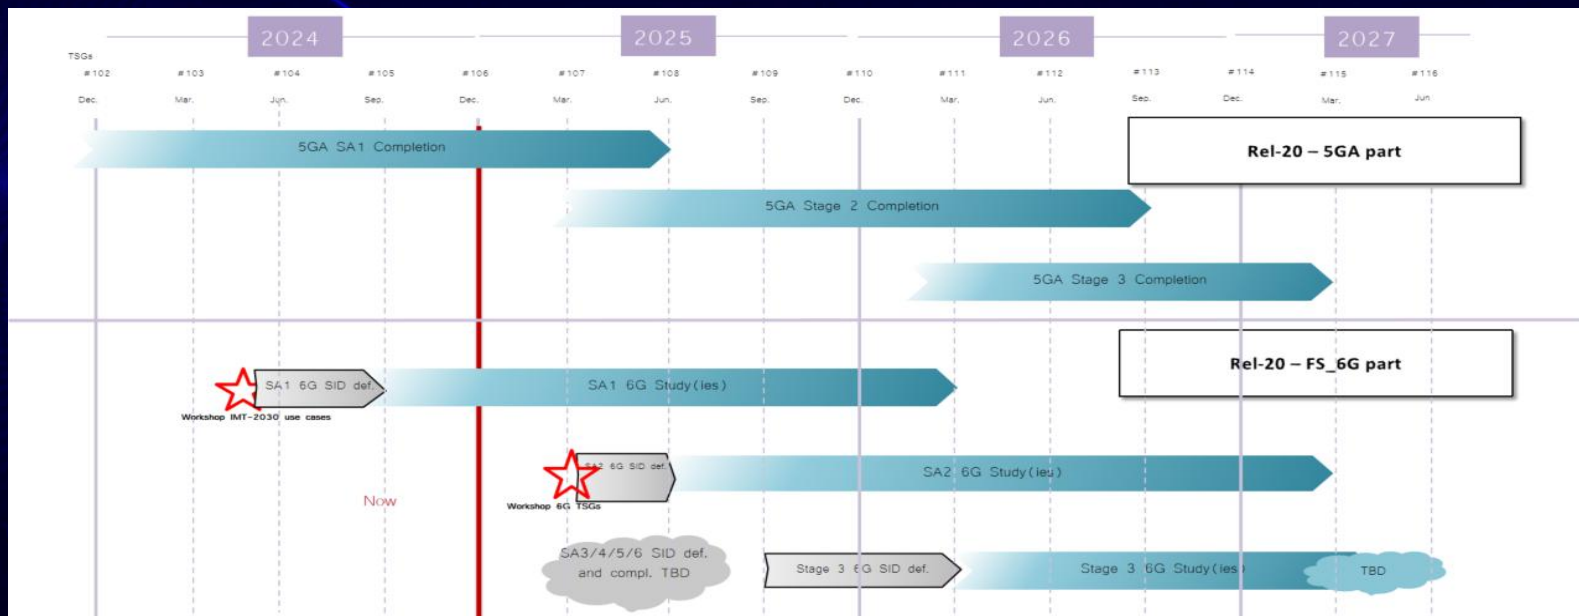 2024 2025 2026 2027
TSGs
#102 #103 #104 #105 #106 #107 #108 #109 #110 #111 #112 #113 #114 #115 #116
Dec. Mar. Jun. Sep. Dec. Mar. Jun. Sep. Dec. Mar. Jun. Sep. Dec. Mar. Jun
5GA SA1 Completion
Rel-20 – 5GA part
5GA Stage 2 Completion
5GA Stage 3 Completion
Rel-20 – FS_6G part
SA1 6G SID def.
SA1 6G Study(ies)
Workshop IMT-2030 use cases
SA2 6G SID def.
SA2 6G Study(ies)
Now
Workshop 6G TSGs
SA3/4/5/6 SID def.
and compl. TBD
Stage 3 6G SID def.
Stage 3 6G Study(ies)
TBD